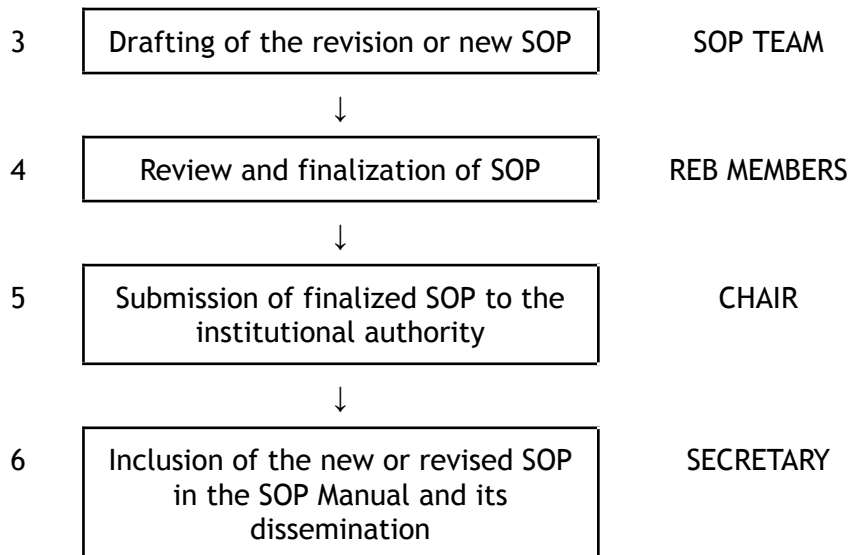 3 Drafting of the revision or new SOP SOP TEAM
↓
4 Review and finalization of SOP REB MEMBERS
↓
5 Submission of finalized SOP to the CHAIR
institutional authority
↓
6 Inclusion of the new or revised SOP SECRETARY
in the SOP Manual and its
dissemination